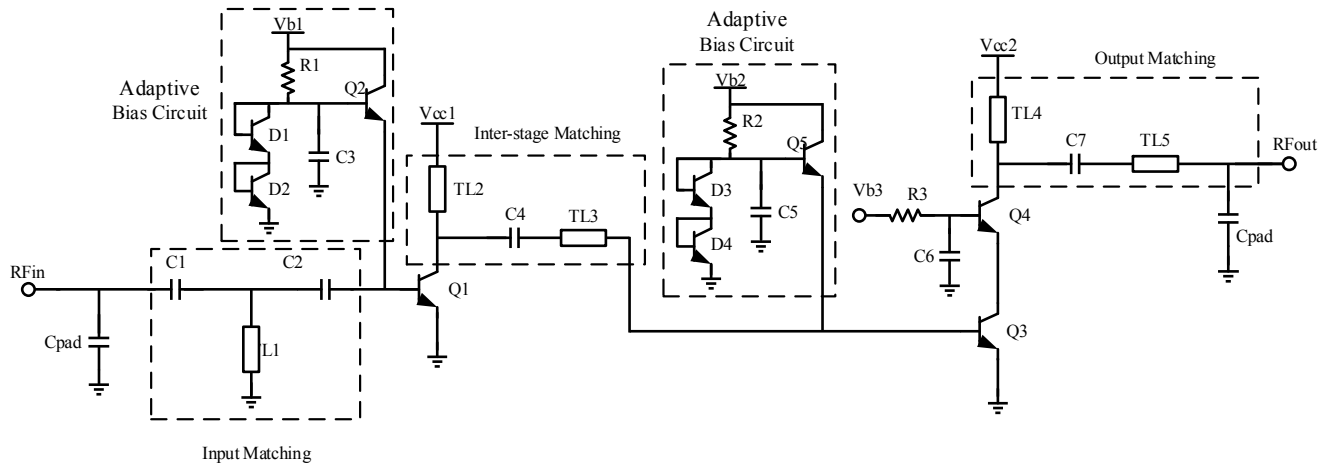 Adaptive
Bias Circuit
Vb1
R1
Q2
D1
C3
D2
Vcc1
Inter-stage Matching
TL2
C4
TL3
Adaptive
Bias Circuit
Vb2
R2
Q5
D3
C5
D4
Vcc2
Output Matching
TL4
C7
TL5
RFout
Vb3
R3
Q4
C6
Cpad
RFin
C1
C2
Q1
Q3
Cpad
L1
Input Matching